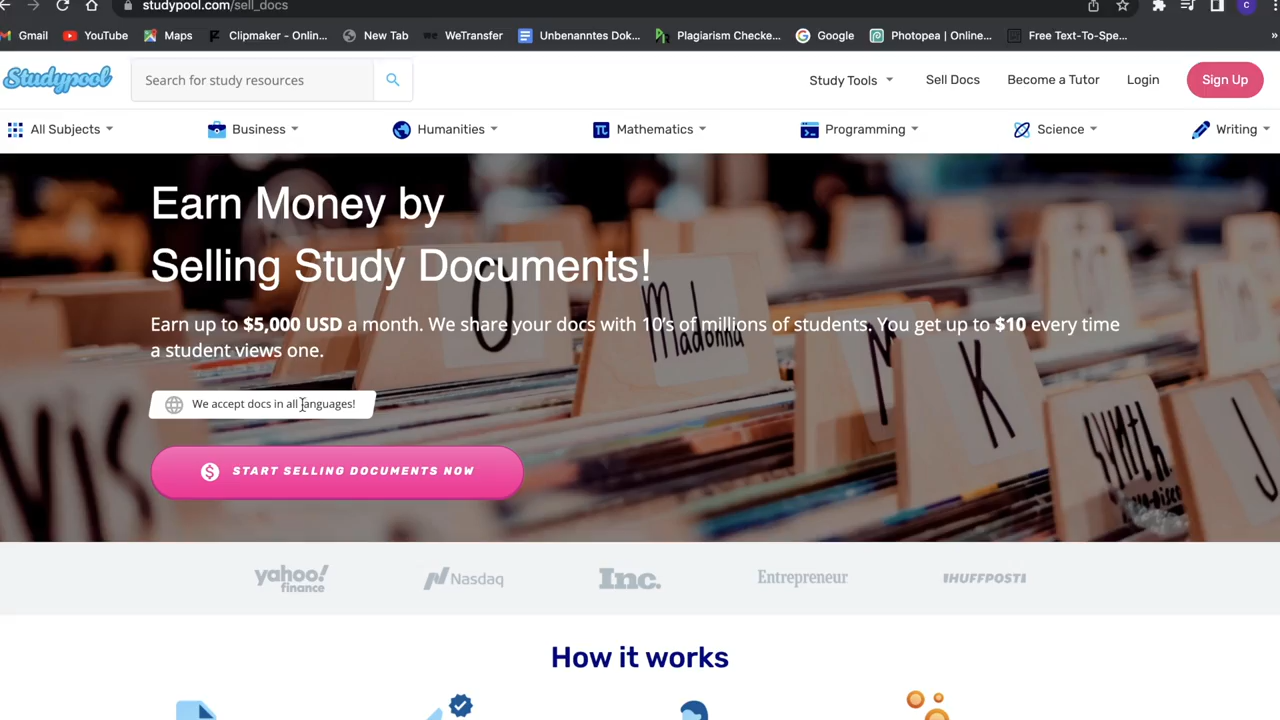 studypool.com/sell_docs
Gmail YouTube Maps Clipmaker - Onlin... New Tab WeTransfer Unbenanntes Dok... Plagiarism Checke... Google Photopea | Online... Free Text-To-Spe... »
Studypool Search for study resources Study Tools Sell Docs Become a Tutor Login Sign Up
All Subjects Business Humanities Mathematics Programming Science Writing
Earn Money by
Selling Study Documents!
Earn up to $5,000 USD a month. We share your docs with 10's of millions of students. You get up to $10 every time
a student views one.
We accept docs in all languages!
START SELLING DOCUMENTS NOW
O Madonna N K Synth J
yahoo! finance Nasdaq Inc. Entrepreneur HUFFPOST
How it works